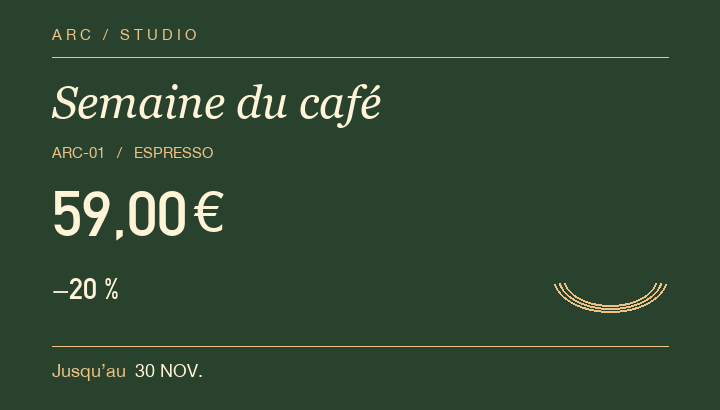 ARC / STUDIO
Semaine du café
ARC-01 / ESPRESSO
59,00 €
–20 %
Jusqu’au 30 NOV.